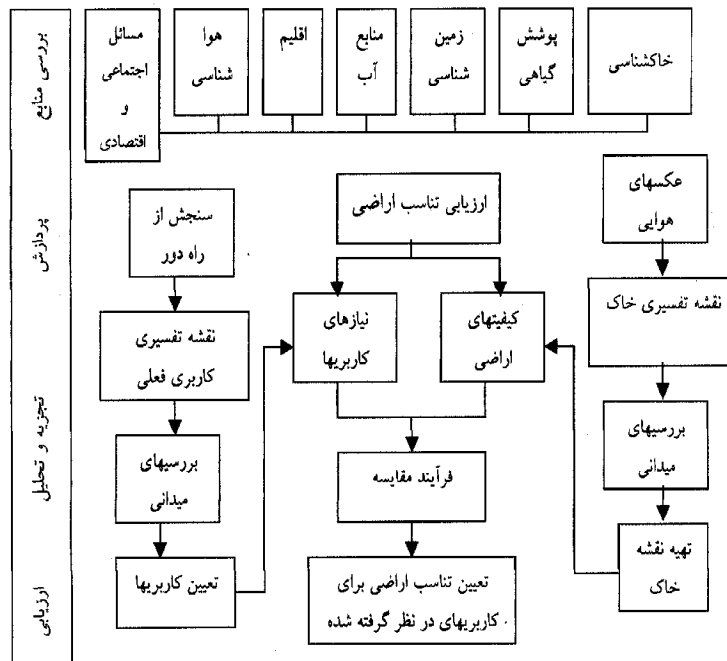 بررسی منابع
پردازش
تجزیه و تحلیل
ارزیابی
خاکشناسی
پوشش
گیاهی
زمین
شناسی
منابع
آب
اقلیم
هوا
شناسی
مسائل
اجتماعی
و
اقتصادی
عکسهای
هوایی
نقشه تفسیری خاک
بررسیهای
میدانی
تهیه نقشه
خاک
ارزیابی تناسب اراضی
کیفیتهای
اراضی
نیازهای
کاربریها
فرآیند مقایسه
تعیین تناسب اراضی برای
کاربریهای در نظر گرفته شده
سنجش از
راه دور
نقشه تفسیری
کاربری فعلی
بررسیهای
میدانی
تعیین کاربریها